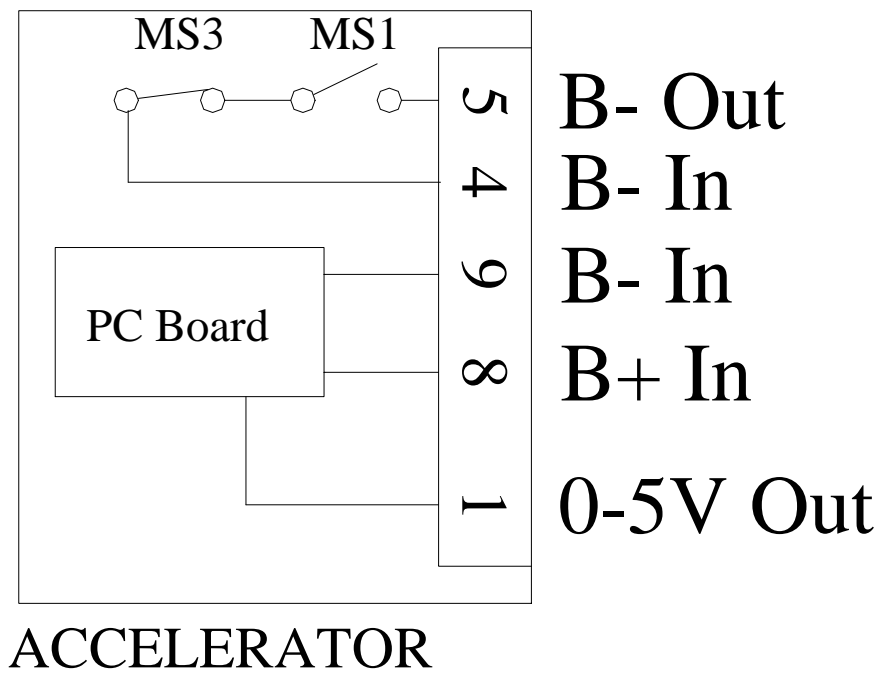 MS3 MS1
5 B- Out
4 B- In
9 B- In
PC Board
8 B+ In
1 0-5V Out
ACCELERATOR